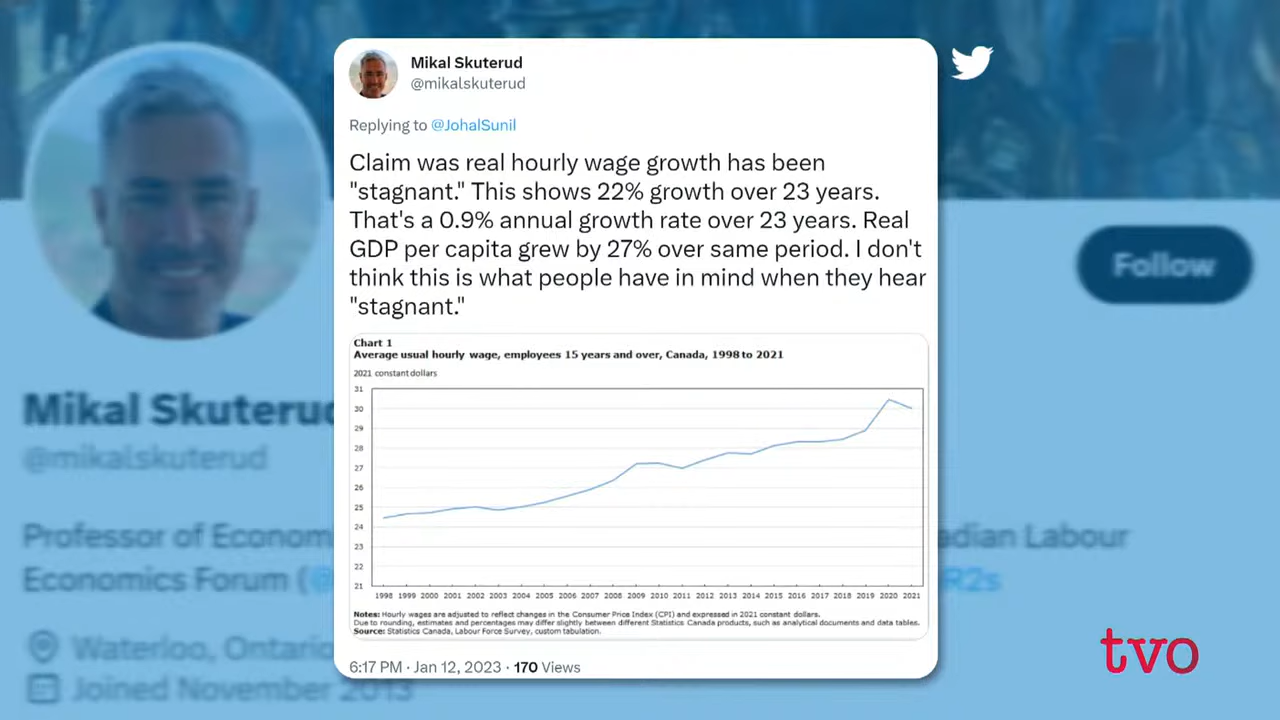 Mikal Skuterud
@mikalskuterud
Replying to @JohalSunil
Claim was real hourly wage growth has been
"stagnant." This shows 22% growth over 23 years.
That's a 0.9% annual growth rate over 23 years. Real
GDP per capita grew by 27% over same period. I don't
think this is what people have in mind when they hear
"stagnant."
Chart 1
Average usual hourly wage, employees 15 years and over, Canada, 1998 to 2021
2021 constant dollars
31
30
29
28
27
26
25
24
23
22
21
1998 1999 2000 2001 2002 2003 2004 2005 2006 2007 2008 2009 2010 2011 2012 2013 2014 2015 2016 2017 2018 2019 2020 2021
Notes: Hourly wages are adjusted to reflect changes in the Consumer Price Index (CPI) and expressed in 2021 constant dollars.
Due to rounding, estimates and percentages may differ slightly between different Statistics Canada products, such as analytical documents and data tables.
Source: Statistics Canada, Labour Force Survey, custom tabulation.
6:17 PM · Jan 12, 2023 · 170 Views
Follow
Mikal Skuterud
@mikalskuterud
Professor of Econom
adian Labour
Economics Forum (@
R2s
Waterloo, Ontario
Joined November 2013
tvo